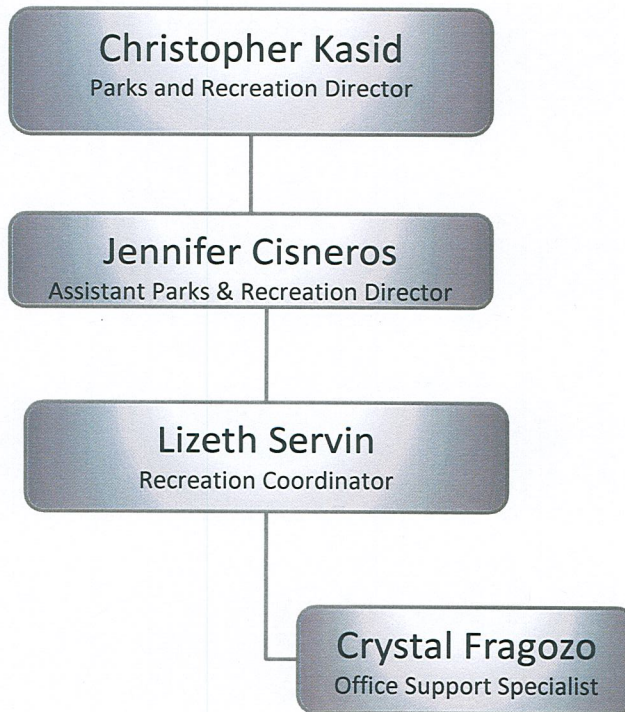 Christopher Kasid
Parks and Recreation Director
Jennifer Cisneros
Assistant Parks & Recreation Director
Lizeth Servin
Recreation Coordinator
Crystal Fragozo
Office Support Specialist